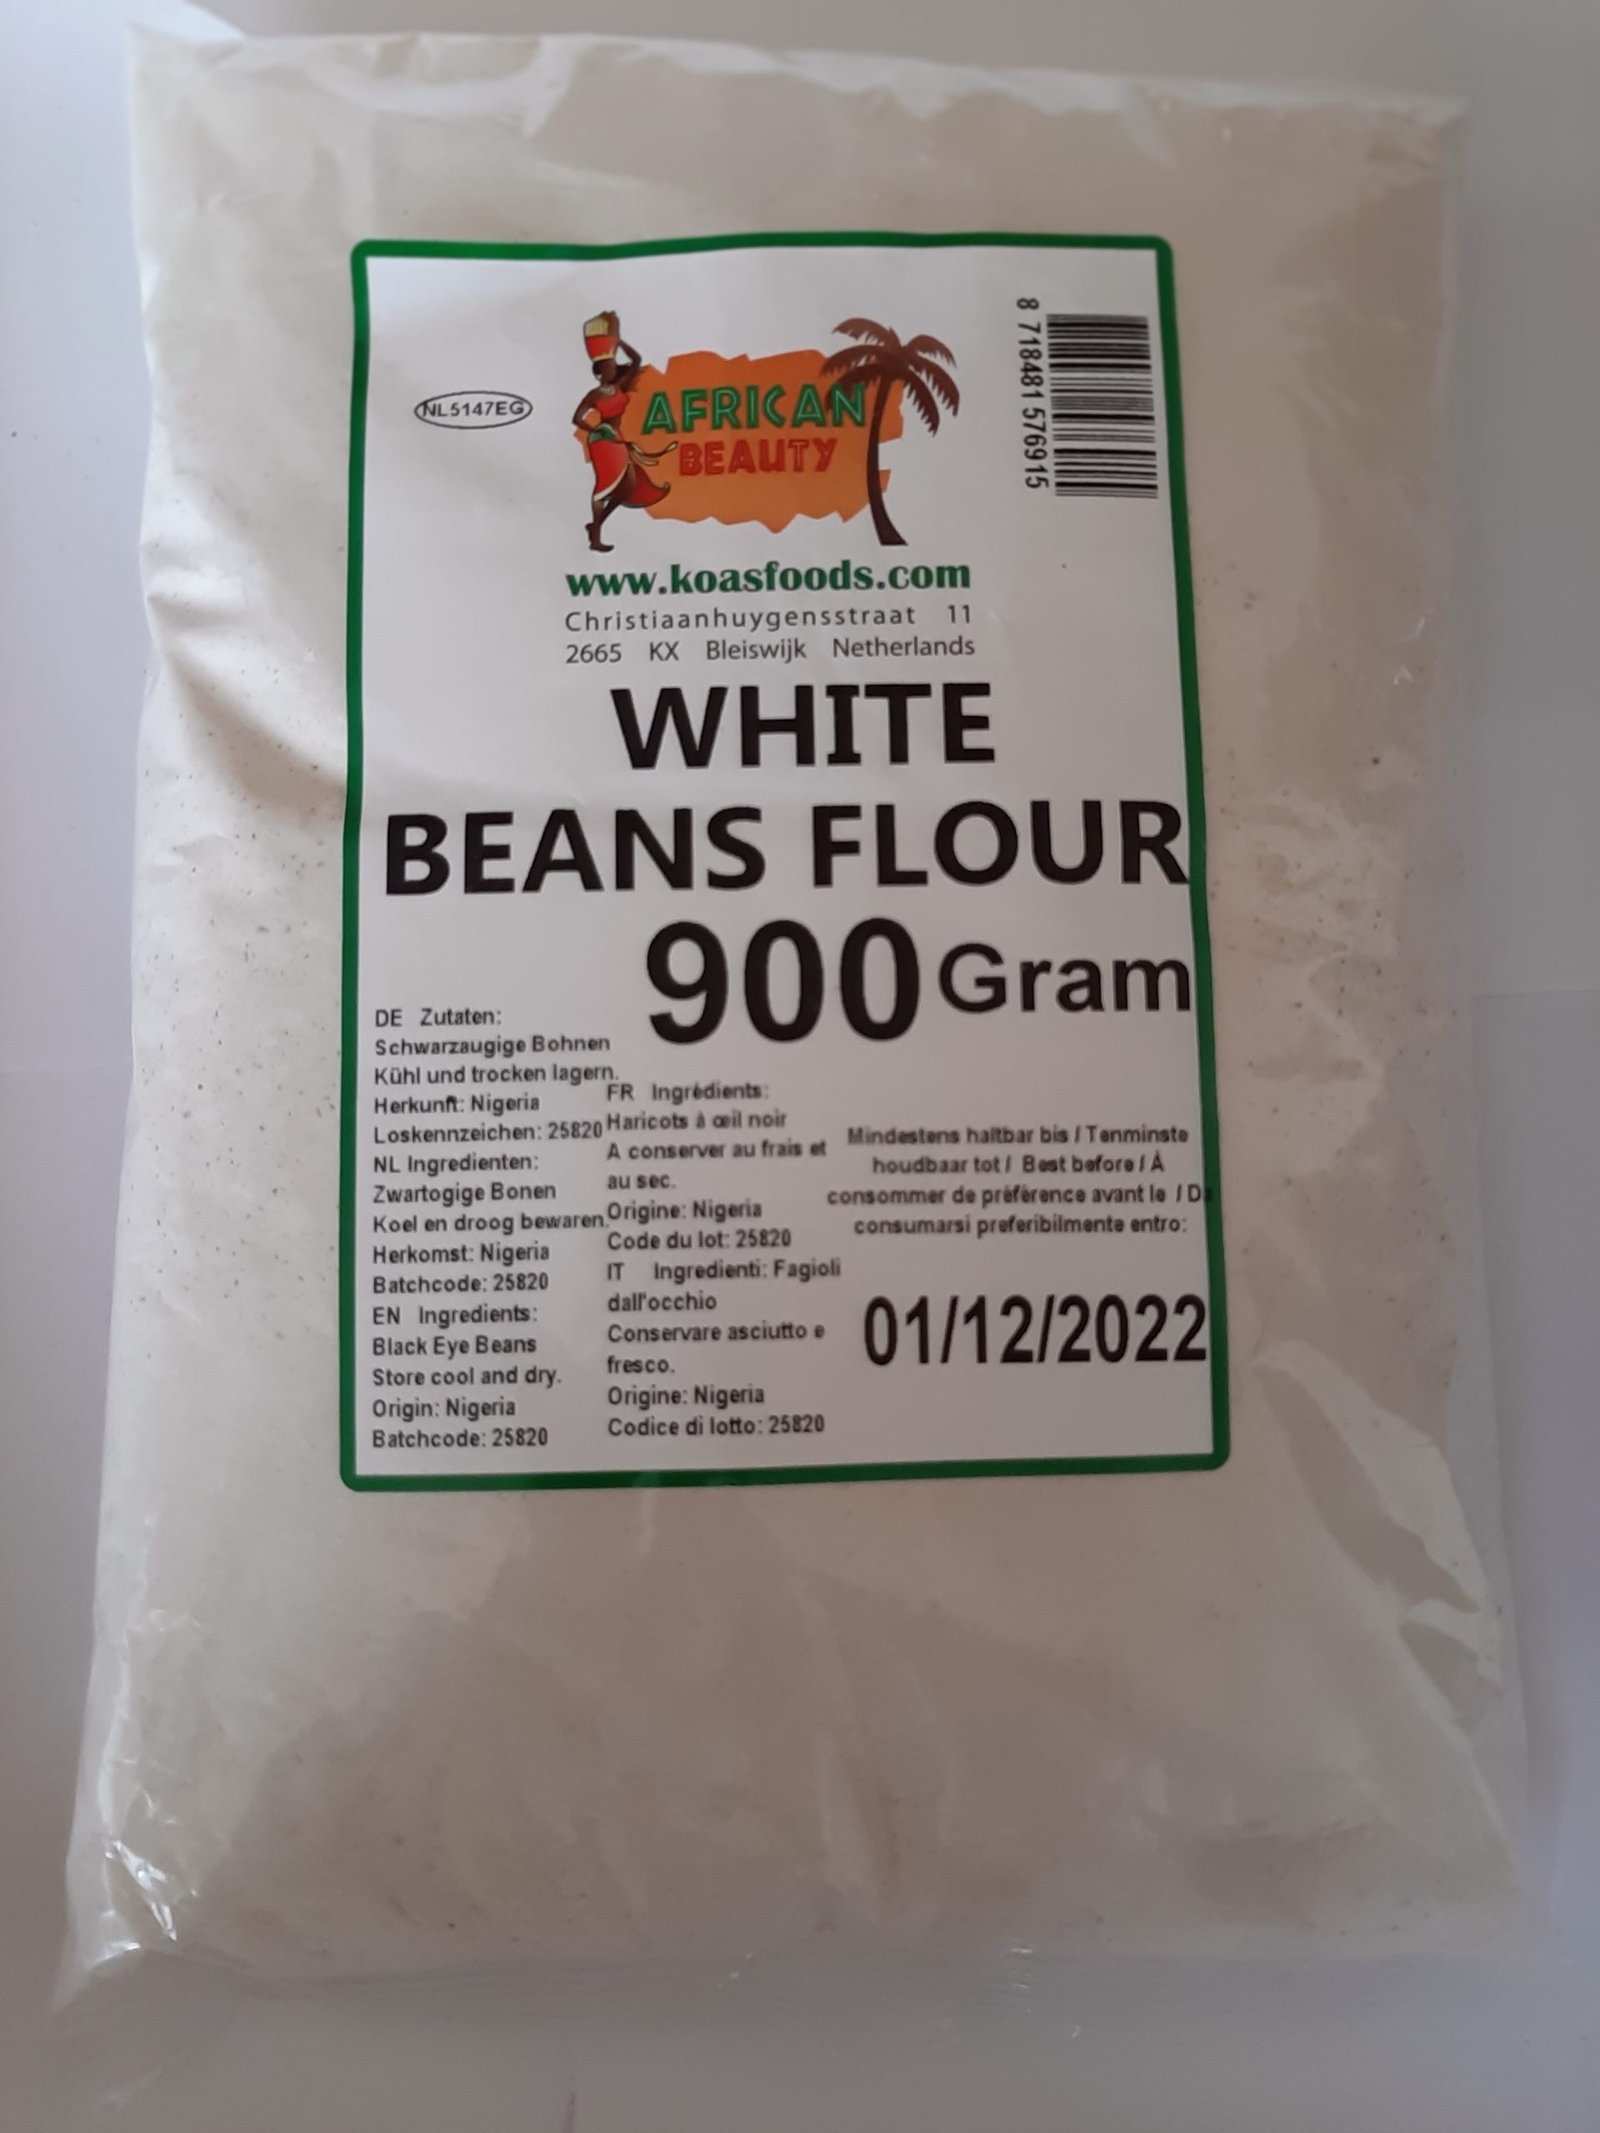 NL5147EG
AFRICAN
BEAUTY
8 718481 576915
www.koasfoods.com
Christiaanhuygensstraat 11
2665 KX Bleiswijk Netherlands
WHITE
BEANS FLOUR
900 Gram
DE Zutaten:
Schwarzaugige Bohnen
Kühl und trocken lagern.
Herkunft: Nigeria
Loskennzeichen: 25820
NL Ingredienten:
Zwartogige Bonen
Koel en droog bewaren.
Herkomst: Nigeria
Batchcode: 25820
EN Ingredients:
Black Eye Beans
Store cool and dry.
Origin: Nigeria
Batchcode: 25820
FR Ingrédients:
Haricots à œil noir
A conserver au frais et
au sec.
Origine: Nigeria
Code du lot: 25820
IT Ingredienti: Fagioli
dall'occhio
Conservare asciutto e
fresco.
Origine: Nigeria
Codice di lotto: 25820
Mindestens haltbar bis / Tenminste
houdbaar tot / Best before / À
consommer de préférence avant le / Da
consumarsi preferibilmente entro:
01/12/2022